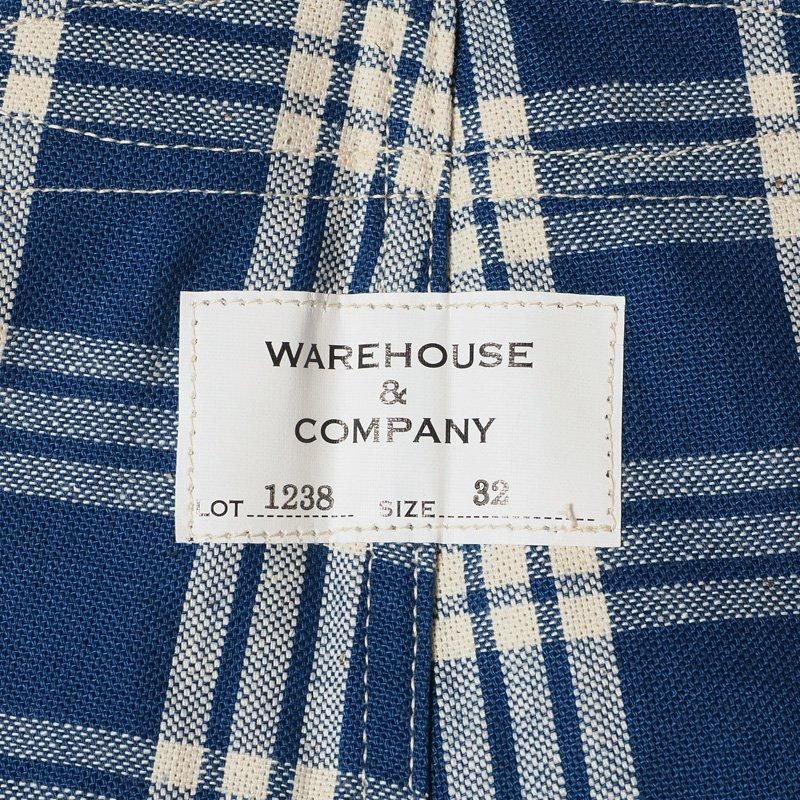 WAREHOUSE
&
COMPANY
LOT 1238 SIZE 32